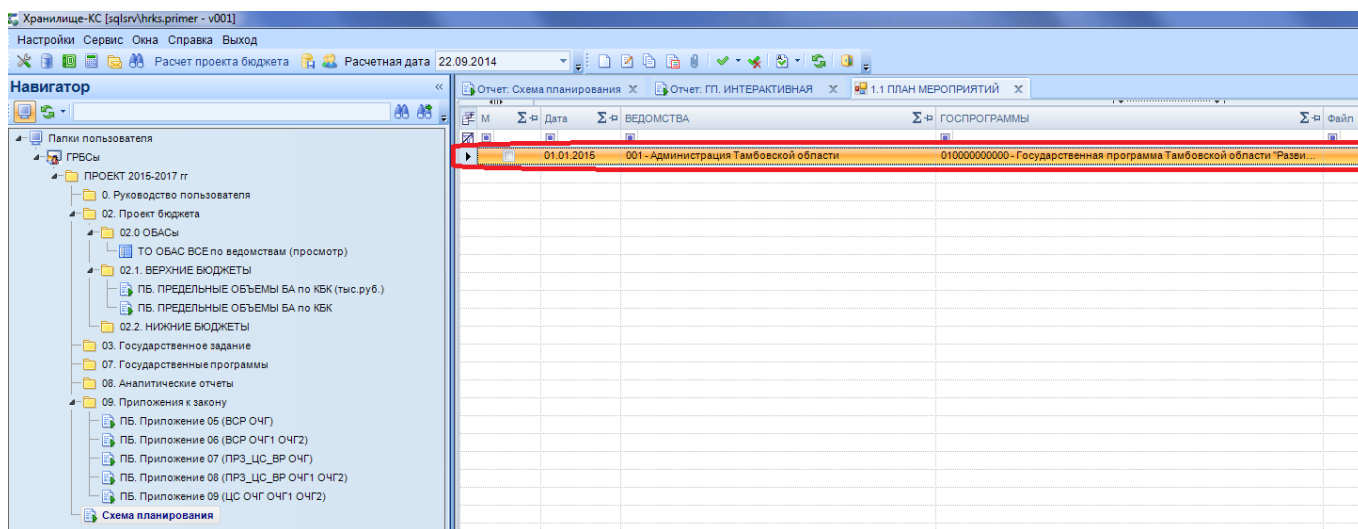 Хранилище-КС [sqlsrv\hrks.primer - v001]
Настройки Сервис Окна Справка Выход
Расчет проекта бюджета Расчетная дата 22.09.2014
Навигатор «
Отчет: Схема планирования X Отчет: ГП. ИНТЕРАКТИВНАЯ X 1.1 ПЛАН МЕРОПРИЯТИЙ X
М Σ Дата Σ ВЕДОМСТВА Σ ГОСПРОГРАММЫ Σ Файл
01.01.2015 001 - Администрация Тамбовской области 010000000000 - Государственная программа Тамбовской области "Разви...
Папки пользователя
ГРБСы
ПРОЕКТ 2015-2017 гг
0. Руководство пользователя
02. Проект бюджета
02.0 ОБАСы
ТО ОБАС ВСЕ по ведомствам (просмотр)
02.1. ВЕРХНИЕ БЮДЖЕТЫ
ПБ. ПРЕДЕЛЬНЫЕ ОБЪЕМЫ БА по КБК (тыс.руб.)
ПБ. ПРЕДЕЛЬНЫЕ ОБЪЕМЫ БА по КБК
02.2. НИЖНИЕ БЮДЖЕТЫ
03. Государственное задание
07. Государственные программы
08. Аналитические отчеты
09. Приложения к закону
ПБ. Приложение 05 (ВСР ОЧГ)
ПБ. Приложение 06 (ВСР ОЧГ1 ОЧГ2)
ПБ. Приложение 07 (ПРЗ_ЦС_ВР ОЧГ)
ПБ. Приложение 08 (ПРЗ_ЦС_ВР ОЧГ1 ОЧГ2)
ПБ. Приложение 09 (ЦС ОЧГ ОЧГ1 ОЧГ2)
Схема планирования